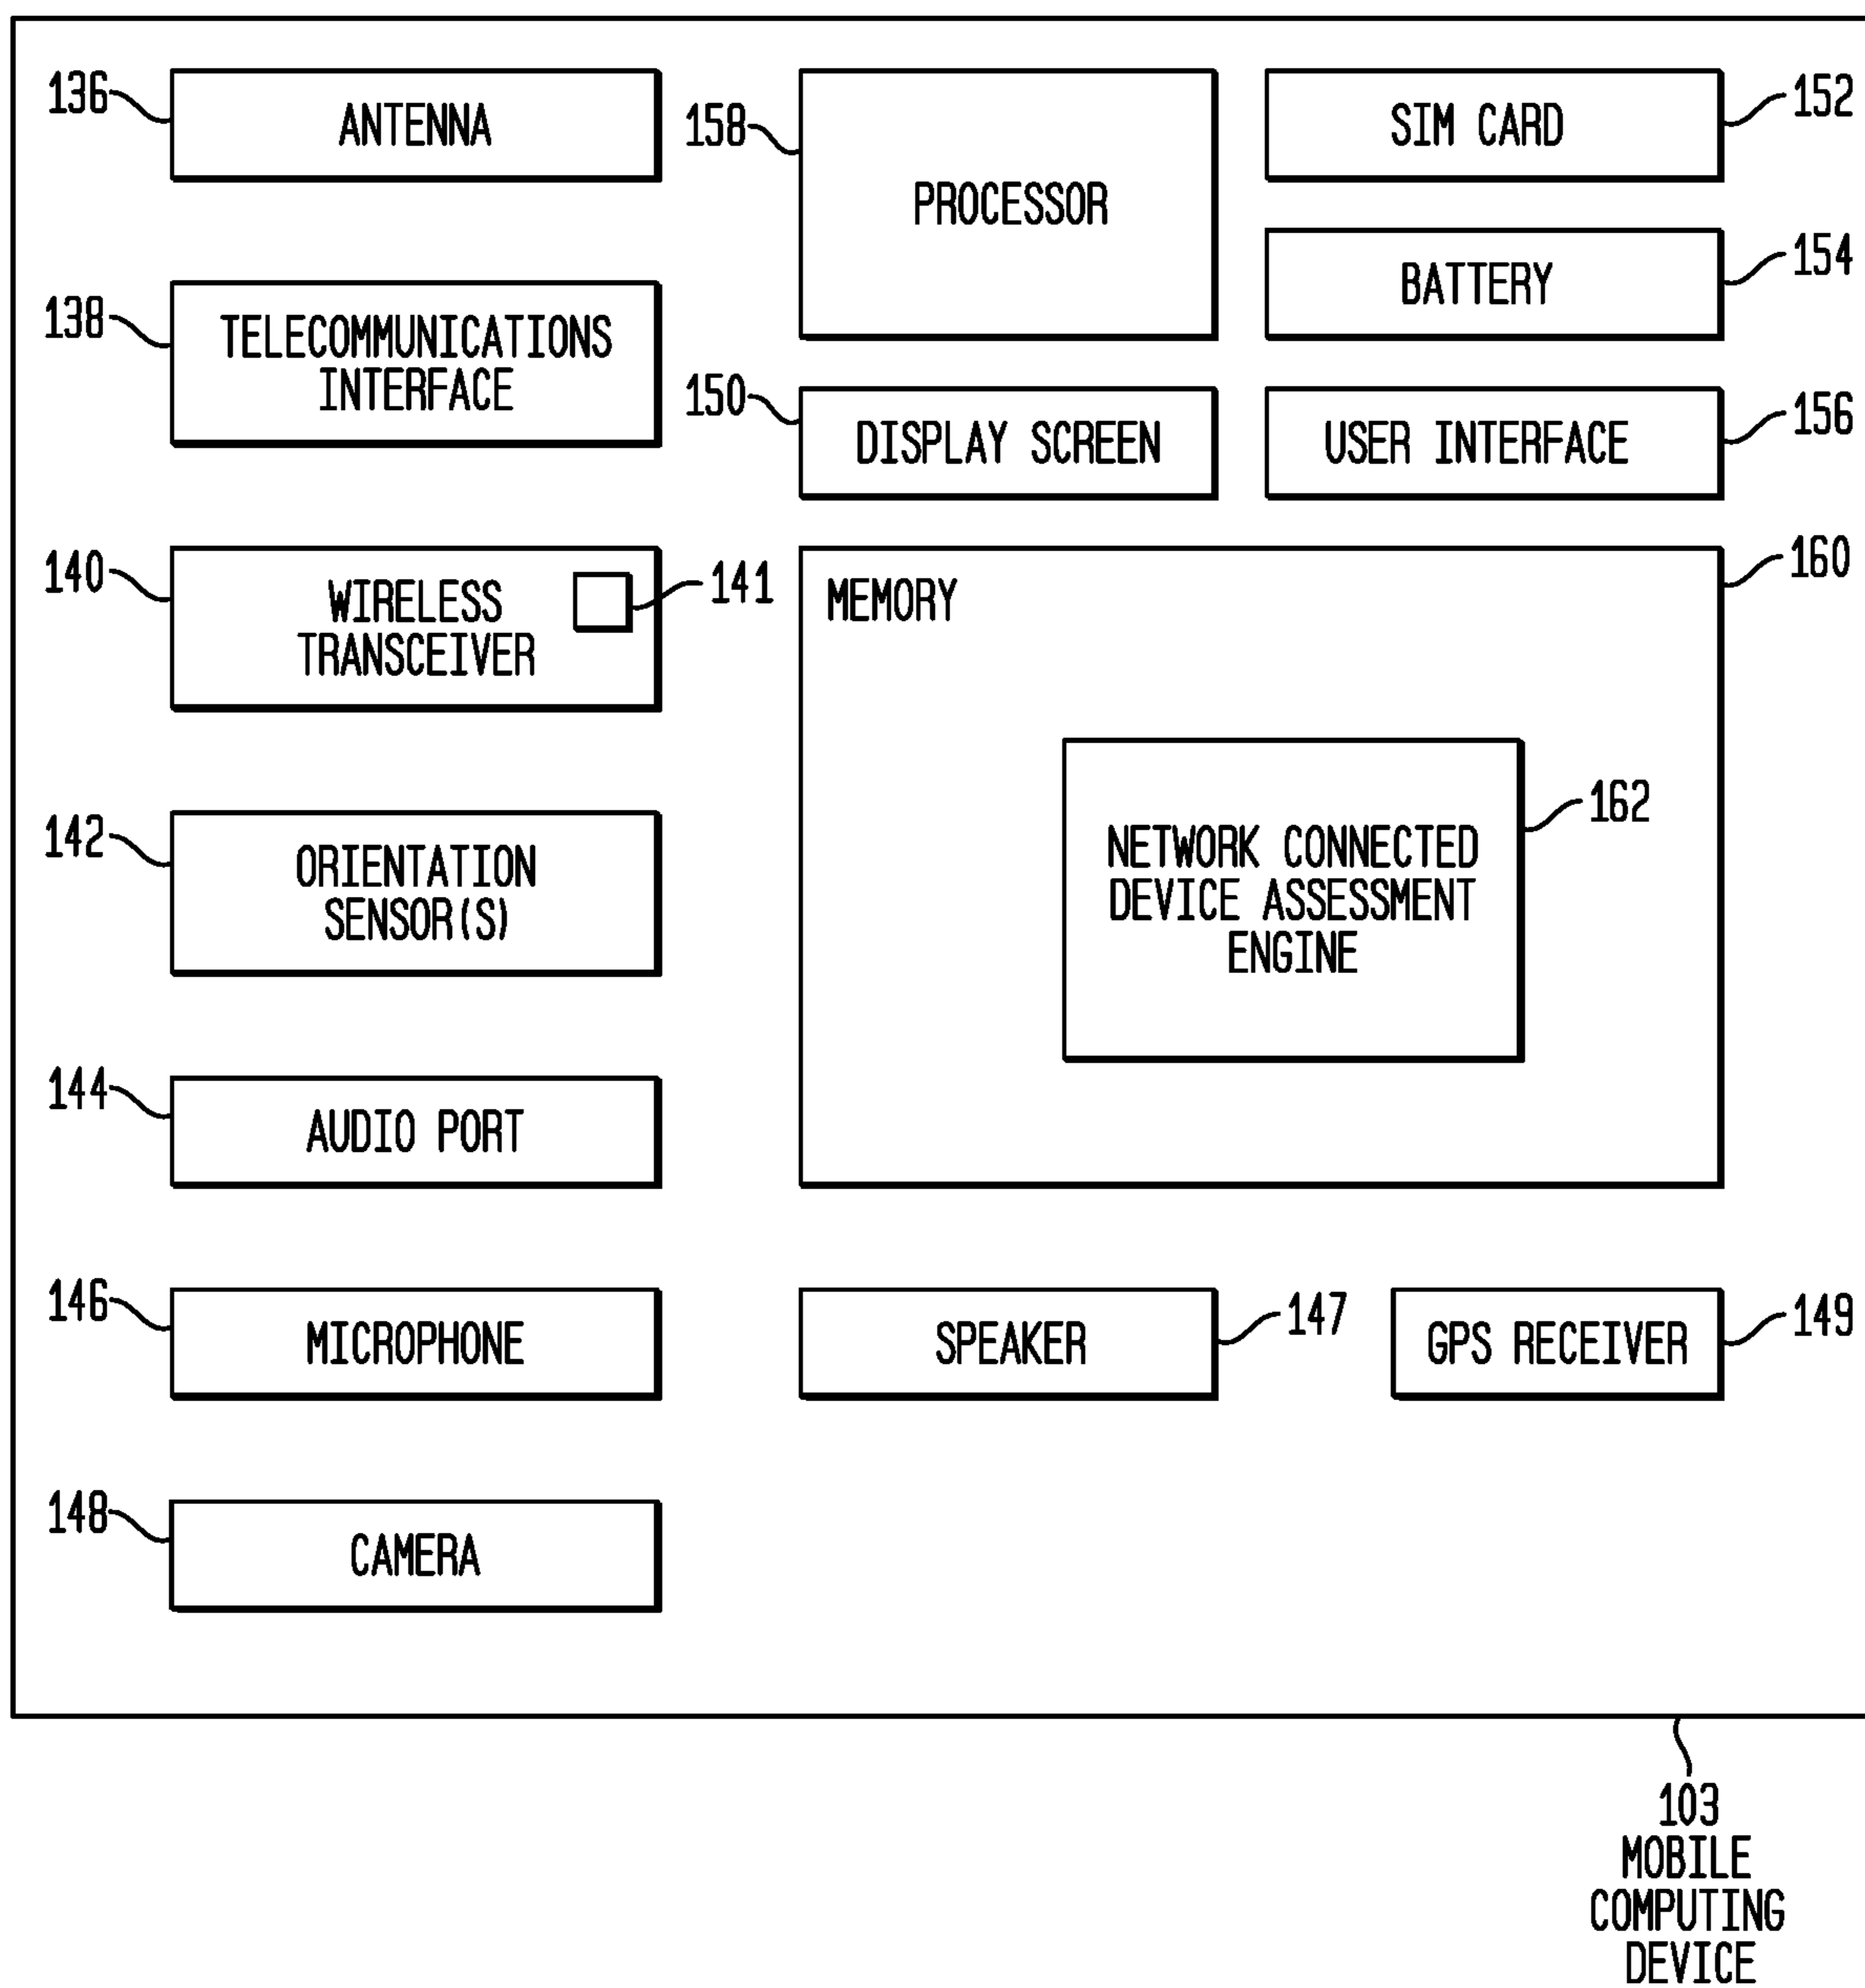 136
ANTENNA
158
PROCESSOR
SIM CARD
152
BATTERY
154
138
TELECOMMUNICATIONS
INTERFACE
150
DISPLAY SCREEN
USER INTERFACE
156
140
WIRELESS
TRANSCEIVER
141
MEMORY
160
NETWORK CONNECTED
DEVICE ASSESSMENT
ENGINE
162
142
ORIENTATION
SENSOR(S)
144
AUDIO PORT
146
MICROPHONE
SPEAKER
147
GPS RECEIVER
149
148
CAMERA
103
MOBILE
COMPUTING
DEVICE